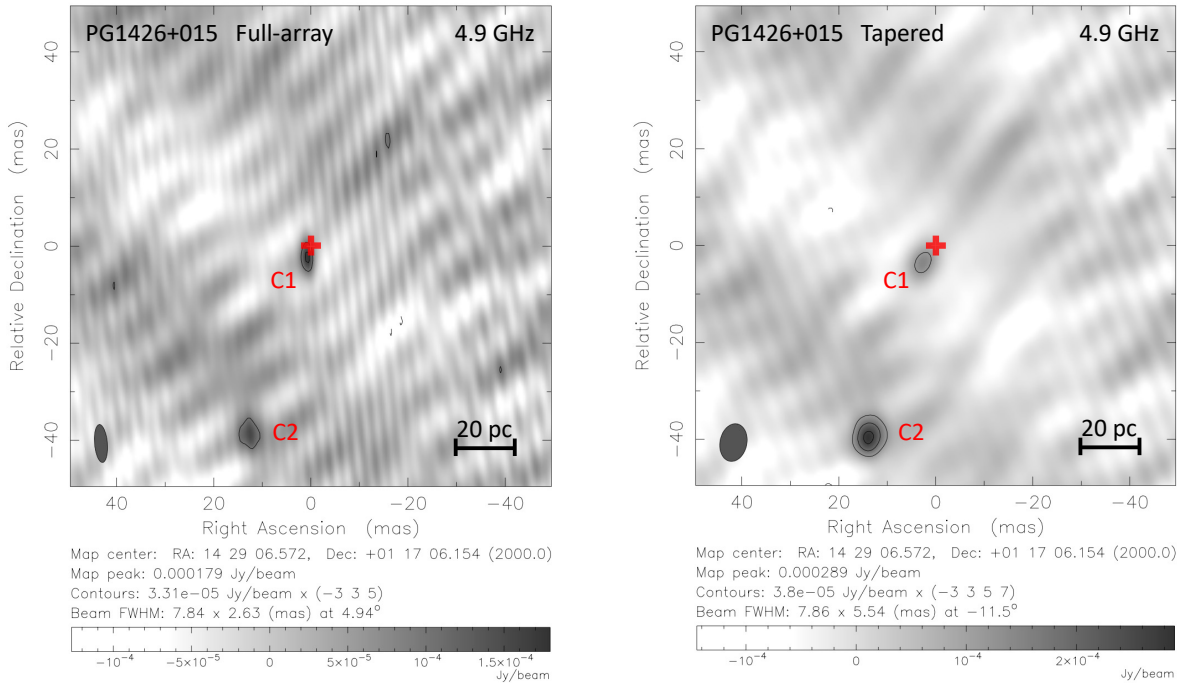 PG1426+015 Full-array 4.9 GHz
40
20
0
−20
−40
Relative Declination (mas)
C1
C2
20 pc
40 20 0 −20 −40
Right Ascension (mas)
Map center: RA: 14 29 06.572, Dec: +01 17 06.154 (2000.0)
Map peak: 0.000179 Jy/beam
Contours: 3.31e−05 Jy/beam x (−3 3 5)
Beam FWHM: 7.84 x 2.63 (mas) at 4.94°
−10⁻⁴ −5×10⁻⁵ 0 5×10⁻⁵ 10⁻⁴ 1.5×10⁻⁴
Jy/beam
PG1426+015 Tapered 4.9 GHz
40
20
0
−20
−40
Relative Declination (mas)
C1
C2
20 pc
40 20 0 −20 −40
Right Ascension (mas)
Map center: RA: 14 29 06.572, Dec: +01 17 06.154 (2000.0)
Map peak: 0.000289 Jy/beam
Contours: 3.8e−05 Jy/beam x (−3 3 5 7)
Beam FWHM: 7.86 x 5.54 (mas) at −11.5°
−10⁻⁴ 0 10⁻⁴ 2×10⁻⁴
Jy/beam